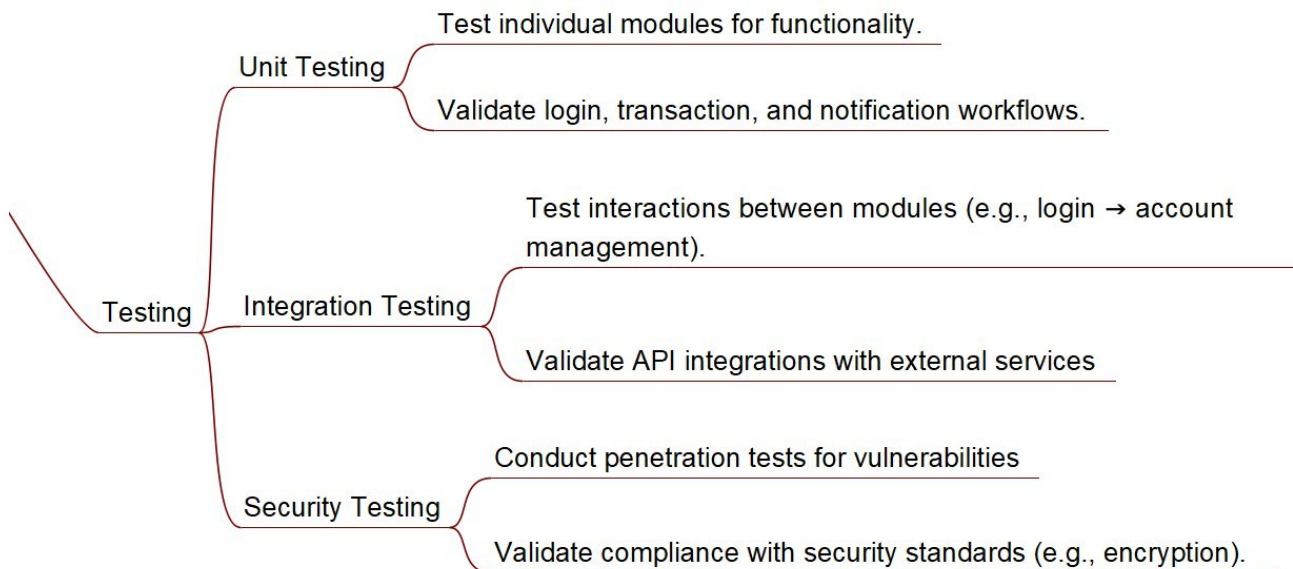 Test individual modules for functionality.
Unit Testing
Validate login, transaction, and notification workflows.
Test interactions between modules (e.g., login → account
management).
Testing
Integration Testing
Validate API integrations with external services
Conduct penetration tests for vulnerabilities
Security Testing
Validate compliance with security standards (e.g., encryption).